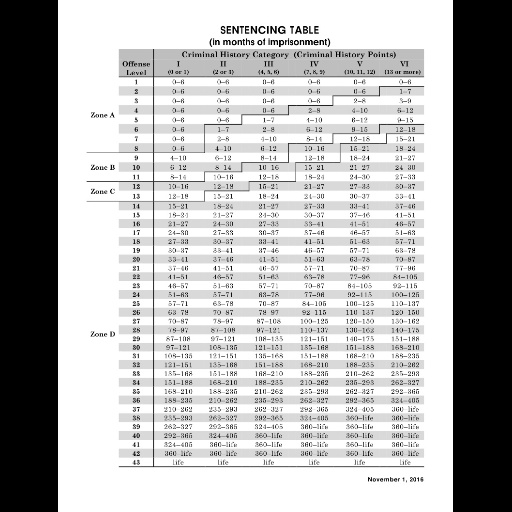 SENTENCING TABLE
(in months of imprisonment)
Criminal History Category (Criminal History Points)
Offense I II III IV V VI
Level (0 or 1) (2 or 3) (4, 5, 6) (7, 8, 9) (10, 11, 12) (13 or more)
1 0–6 0–6 0–6 0–6 0–6 0–6
2 0–6 0–6 0–6 0–6 0–6 1–7
3 0–6 0–6 0–6 0–6 2–8 3–9
4 0–6 0–6 0–6 2–8 4–10 6–12
Zone A
5 0–6 0–6 1–7 4–10 6–12 9–15
6 0–6 1–7 2–8 6–12 9–15 12–18
7 0–6 2–8 4–10 8–14 12–18 15–21
8 0–6 4–10 6–12 10–16 15–21 18–24
9 4–10 6–12 8–14 12–18 18–24 21–27
Zone B 10 6–12 8–14 10–16 15–21 21–27 24–30
11 8–14 10–16 12–18 18–24 24–30 27–33
12 10–16 12–18 15–21 21–27 27–33 30–37
Zone C
13 12–18 15–21 18–24 24–30 30–37 33–41
14 15–21 18–24 21–27 27–33 33–41 37–46
15 18–24 21–27 24–30 30–37 37–46 41–51
16 21–27 24–30 27–33 33–41 41–51 46–57
17 24–30 27–33 30–37 37–46 46–57 51–63
18 27–33 30–37 33–41 41–51 51–63 57–71
19 30–37 33–41 37–46 46–57 57–71 63–78
20 33–41 37–46 41–51 51–63 63–78 70–87
21 37–46 41–51 46–57 57–71 70–87 77–96
22 41–51 46–57 51–63 63–78 77–96 84–105
23 46–57 51–63 57–71 70–87 84–105 92–115
24 51–63 57–71 63–78 77–96 92–115 100–125
25 57–71 63–78 70–87 84–105 100–125 110–137
26 63–78 70–87 78–97 92–115 110–137 120–150
27 70–87 78–97 87–108 100–125 120–150 130–162
Zone D 28 78–97 87–108 97–121 110–137 130–162 140–175
29 87–108 97–121 108–135 121–151 140–175 151–188
30 97–121 108–135 121–151 135–168 151–188 168–210
31 108–135 121–151 135–168 151–188 168–210 188–235
32 121–151 135–168 151–188 168–210 188–235 210–262
33 135–168 151–188 168–210 188–235 210–262 235–293
34 151–188 168–210 188–235 210–262 235–293 262–327
35 168–210 188–235 210–262 235–293 262–327 292–365
36 188–235 210–262 235–293 262–327 292–365 324–405
37 210–262 235–293 262–327 292–365 324–405 360–life
38 235–293 262–327 292–365 324–405 360–life 360–life
39 262–327 292–365 324–405 360–life 360–life 360–life
40 292–365 324–405 360–life 360–life 360–life 360–life
41 324–405 360–life 360–life 360–life 360–life 360–life
42 360–life 360–life 360–life 360–life 360–life 360–life
43 life life life life life life
November 1, 2016